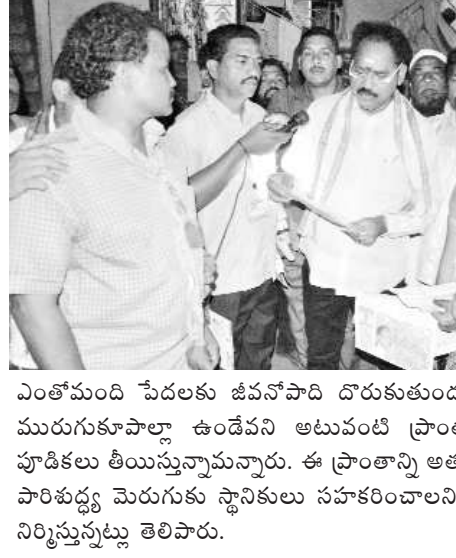 ఎంతోమంది పేదలకు జీవనోపాది దొరుకుతుంద
మురుగుకూపాల్లా ఉండేవని అటువంటి ప్రాంత
పూడికలు తీయిస్తున్నామన్నారు. ఈ ప్రాంతాన్ని అత
పారిశుద్ధ్య మెరుగుకు స్థానికులు సహకరించాలని
నిర్మిస్తున్నట్లు తెలిపారు.